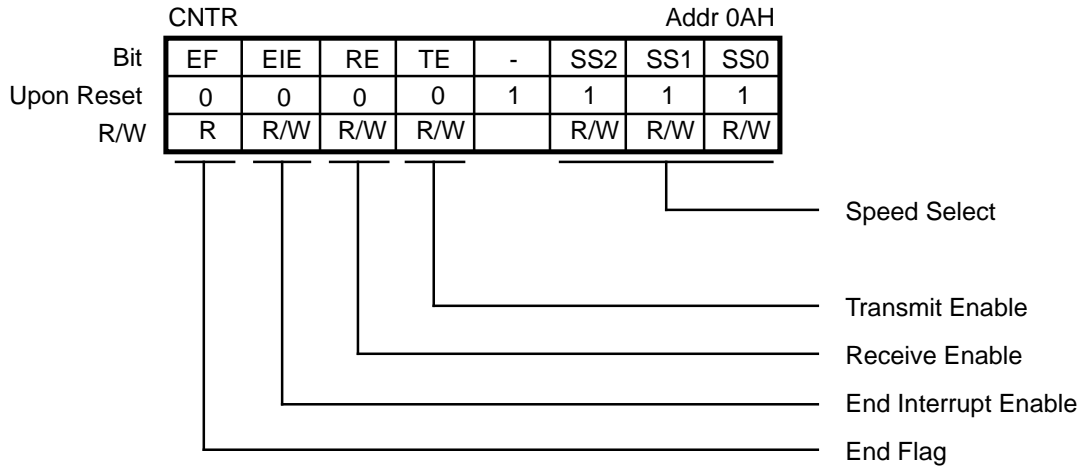 CNTR Addr 0AH
Bit EF EIE RE TE - SS2 SS1 SS0
Upon Reset 0 0 0 0 1 1 1 1
R/W R R/W R/W R/W R/W R/W R/W
Speed Select
Transmit Enable
Receive Enable
End Interrupt Enable
End Flag